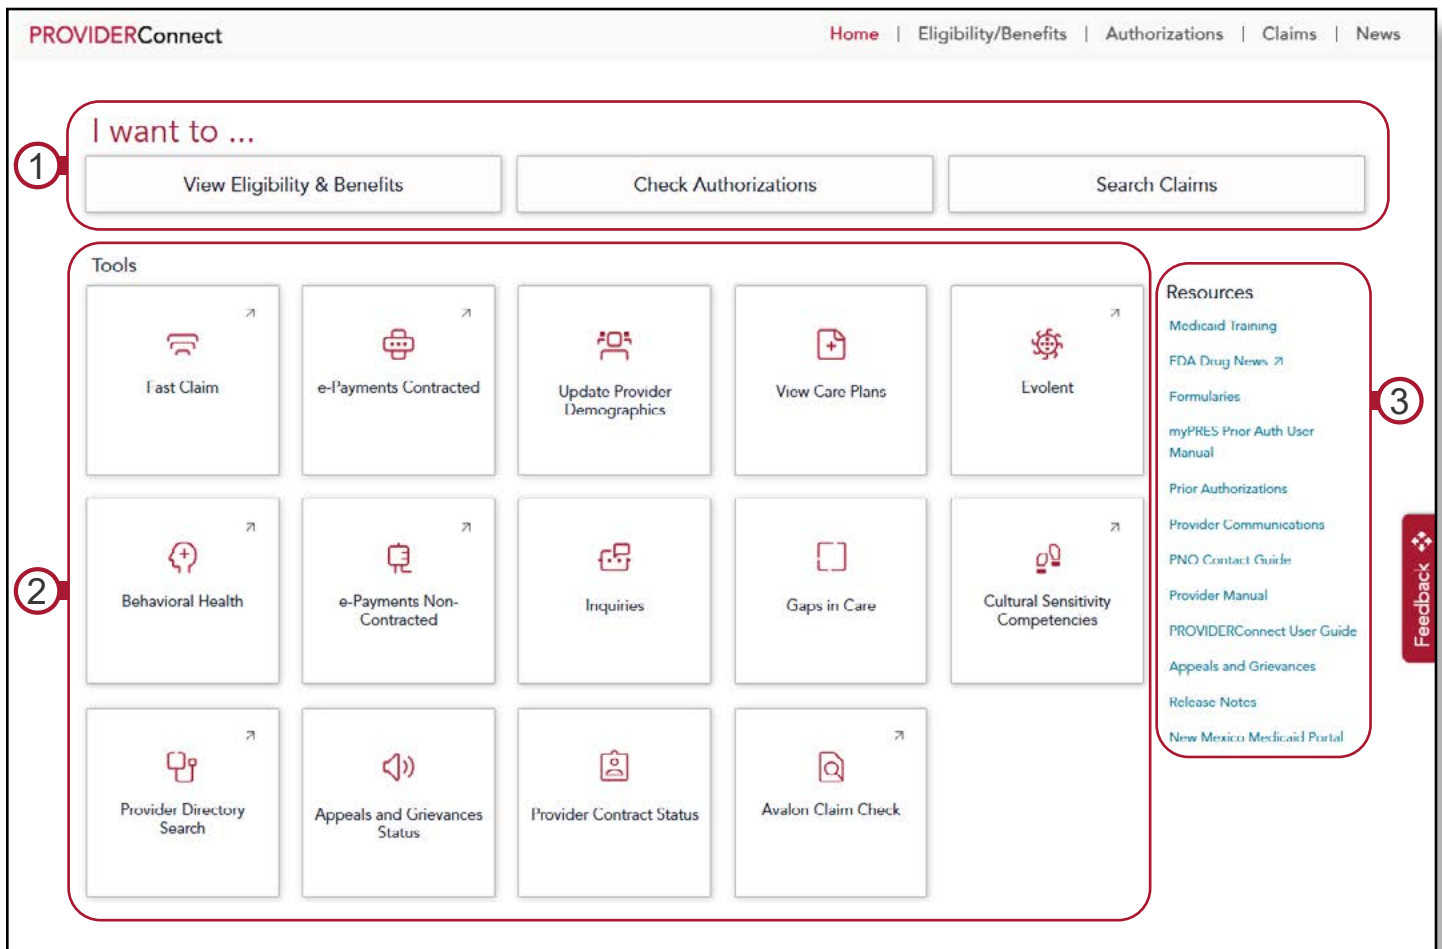 PROVIDERConnect
Home | Eligibility/Benefits | Authorizations | Claims | News
1
I want to ...
View Eligibility & Benefits
Check Authorizations
Search Claims
2
Tools
Fast Claim
e-Payments Contracted
Update Provider
Demographics
View Care Plans
Evolent
Behavioral Health
e-Payments Non-
Contracted
Inquiries
Gaps in Care
Cultural Sensitivity
Competencies
Provider Directory
Search
Appeals and Grievances
Status
Provider Contract Status
Avalon Claim Check
3
Resources
Medicaid Training
FDA Drug News
Formularies
myPRES Prior Auth User
Manual
Prior Authorizations
Provider Communications
PNO Contact Guide
Provider Manual
PROVIDERConnect User Guide
Appeals and Grievances
Release Notes
New Mexico Medicaid Portal
Feedback